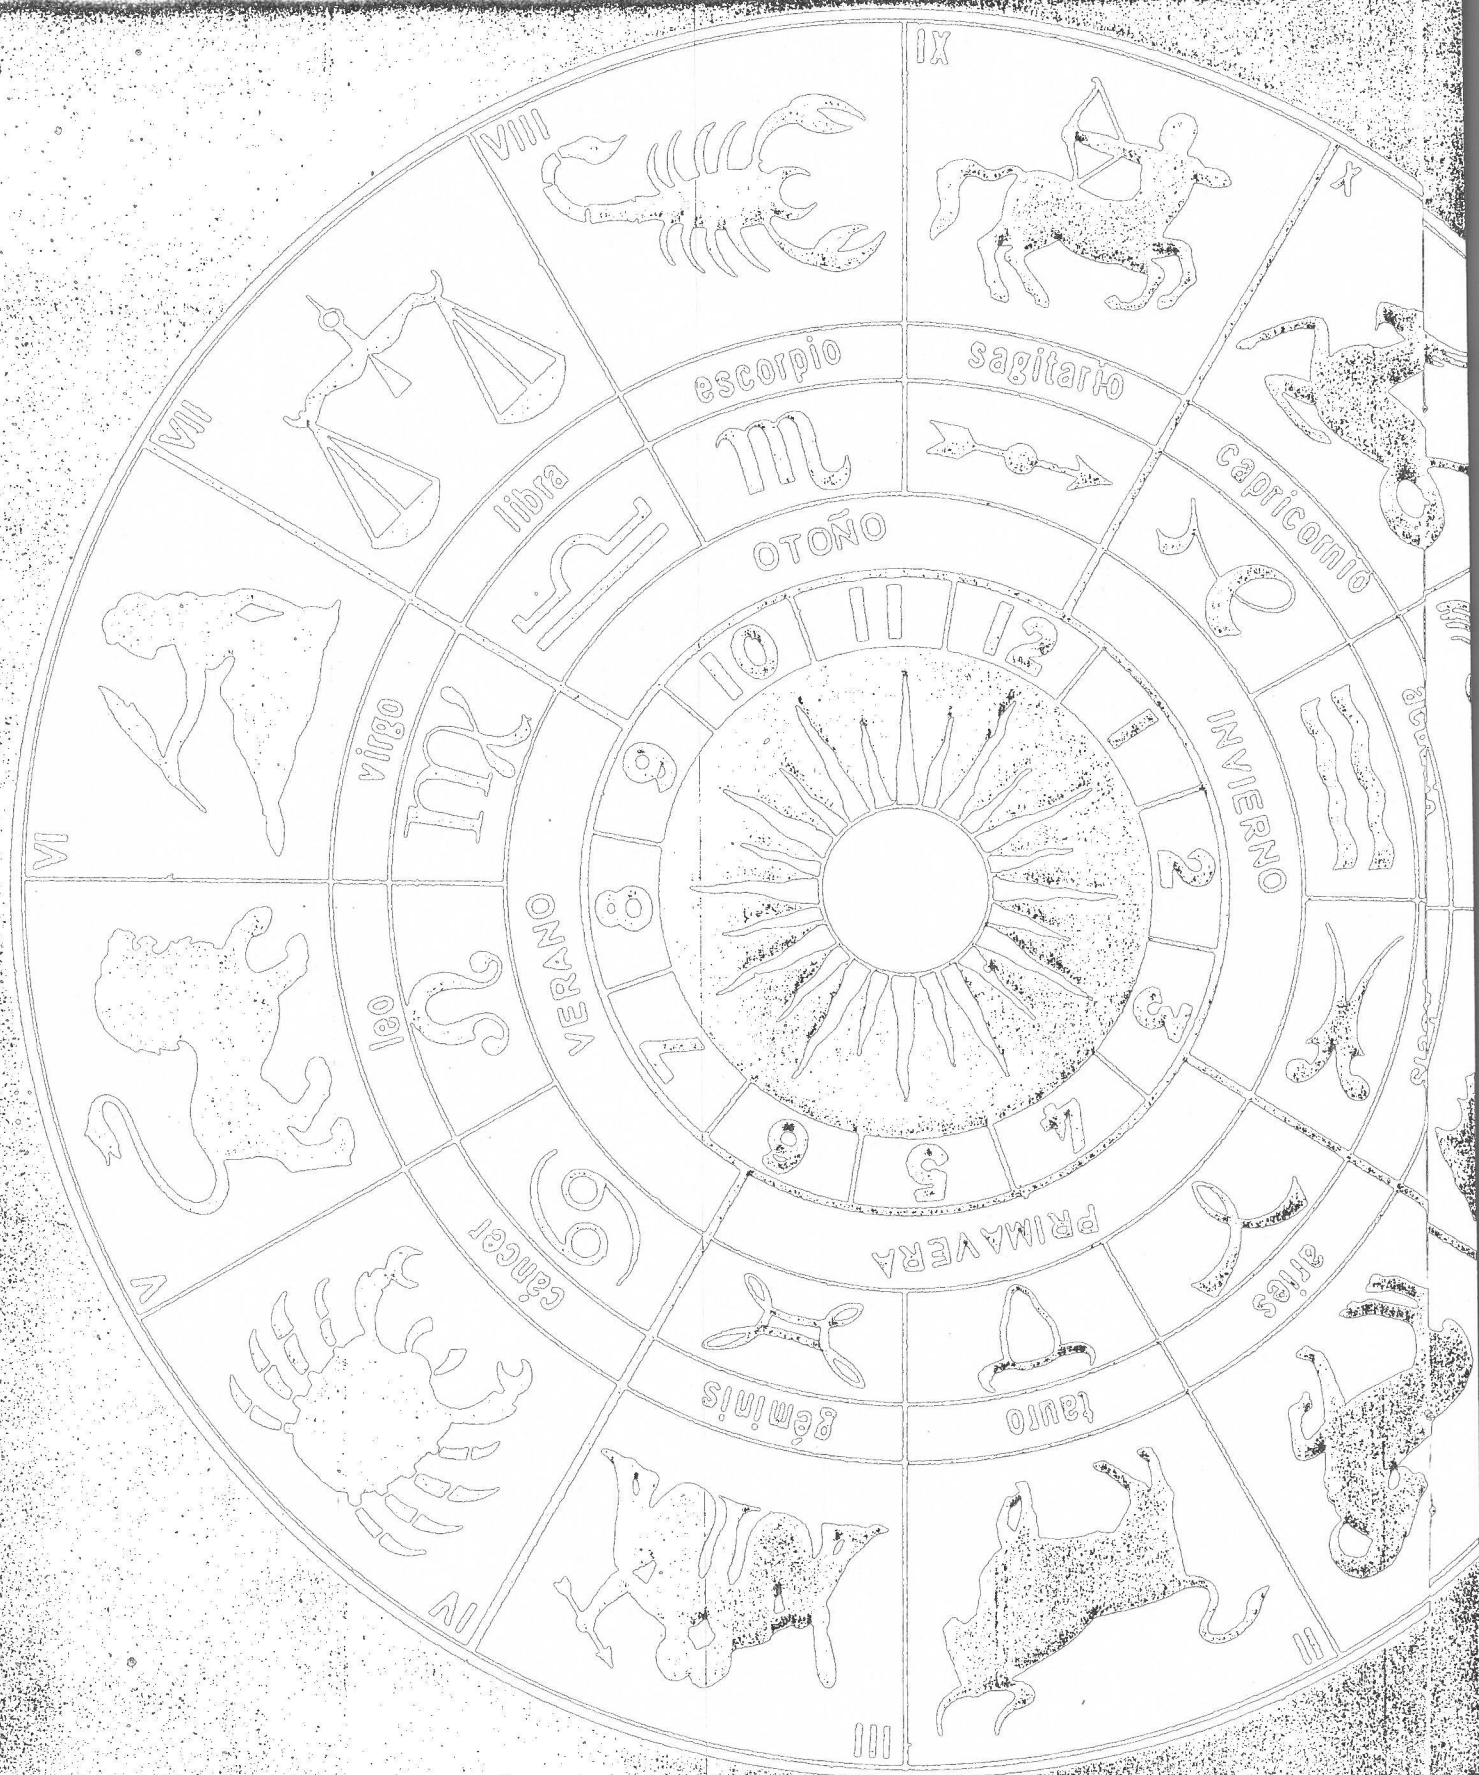 IX
X
VIII
VII
VI
V
IV
III
II
escorpio
sagitario
capricornio
aries
tauro
géminis
cáncer
leo
virgo
libra
OTOÑO
INVIERNO
PRIMAVERA
VERANO
1
2
3
4
5
6
7
8
9
10
11
12